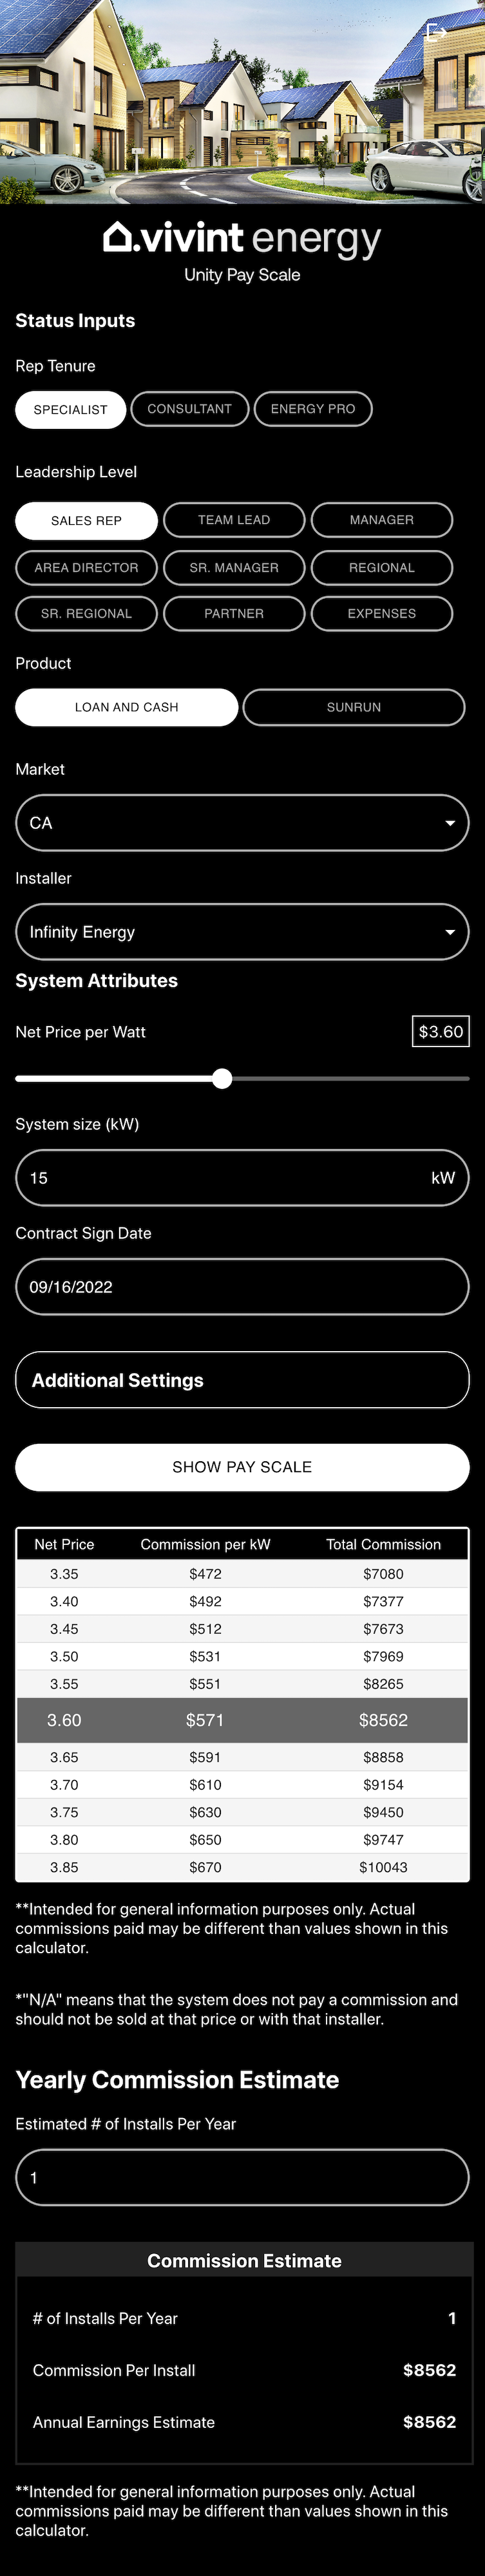 vivint energy
Unity Pay Scale
Status Inputs
Rep Tenure
SPECIALIST CONSULTANT ENERGY PRO
Leadership Level
SALES REP TEAM LEAD MANAGER
AREA DIRECTOR SR. MANAGER REGIONAL
SR. REGIONAL PARTNER EXPENSES
Product
LOAN AND CASH SUNRUN
Market
CA
Installer
Infinity Energy
System Attributes
Net Price per Watt $3.60
System size (kW)
15 kW
Contract Sign Date
09/16/2022
Additional Settings
SHOW PAY SCALE
Net Price Commission per kW Total Commission
3.35 $472 $7080
3.40 $492 $7377
3.45 $512 $7673
3.50 $531 $7969
3.55 $551 $8265
3.60 $571 $8562
3.65 $591 $8858
3.70 $610 $9154
3.75 $630 $9450
3.80 $650 $9747
3.85 $670 $10043
**Intended for general information purposes only. Actual
commissions paid may be different than values shown in this
calculator.
*"N/A" means that the system does not pay a commission and
should not be sold at that price or with that installer.
Yearly Commission Estimate
Estimated # of Installs Per Year
1
Commission Estimate
# of Installs Per Year 1
Commission Per Install $8562
Annual Earnings Estimate $8562
**Intended for general information purposes only. Actual
commissions paid may be different than values shown in this
calculator.